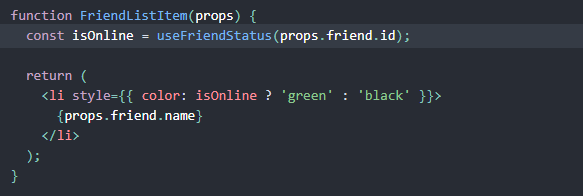 function FriendListItem(props) {
  const isOnline = useFriendStatus(props.friend.id);
  return (
    <li style={{ color: isOnline ? 'green' : 'black' }}>
      {props.friend.name}
    </li>
  );
}